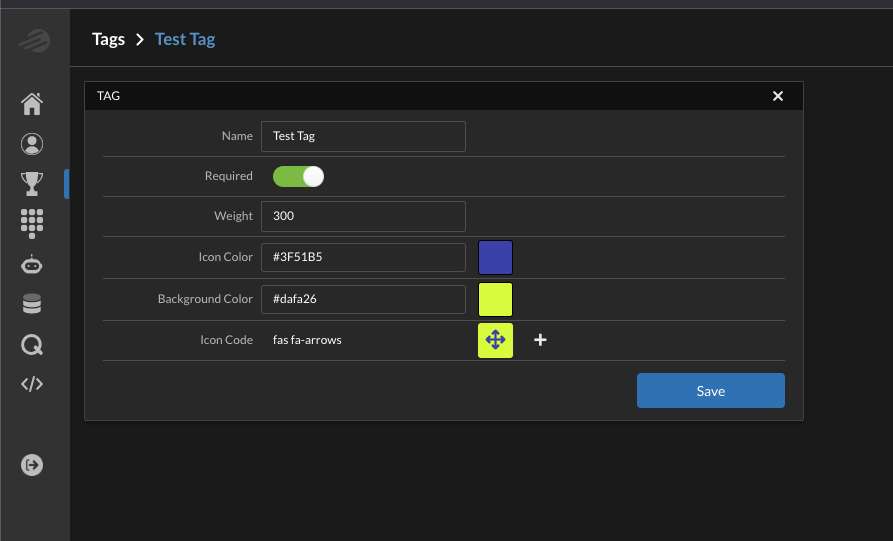 Tags > Test Tag
TAG
Name Test Tag
Required
Weight 300
Icon Color #3F51B5
Background Color #dafa26
Icon Code fas fa-arrows
Save